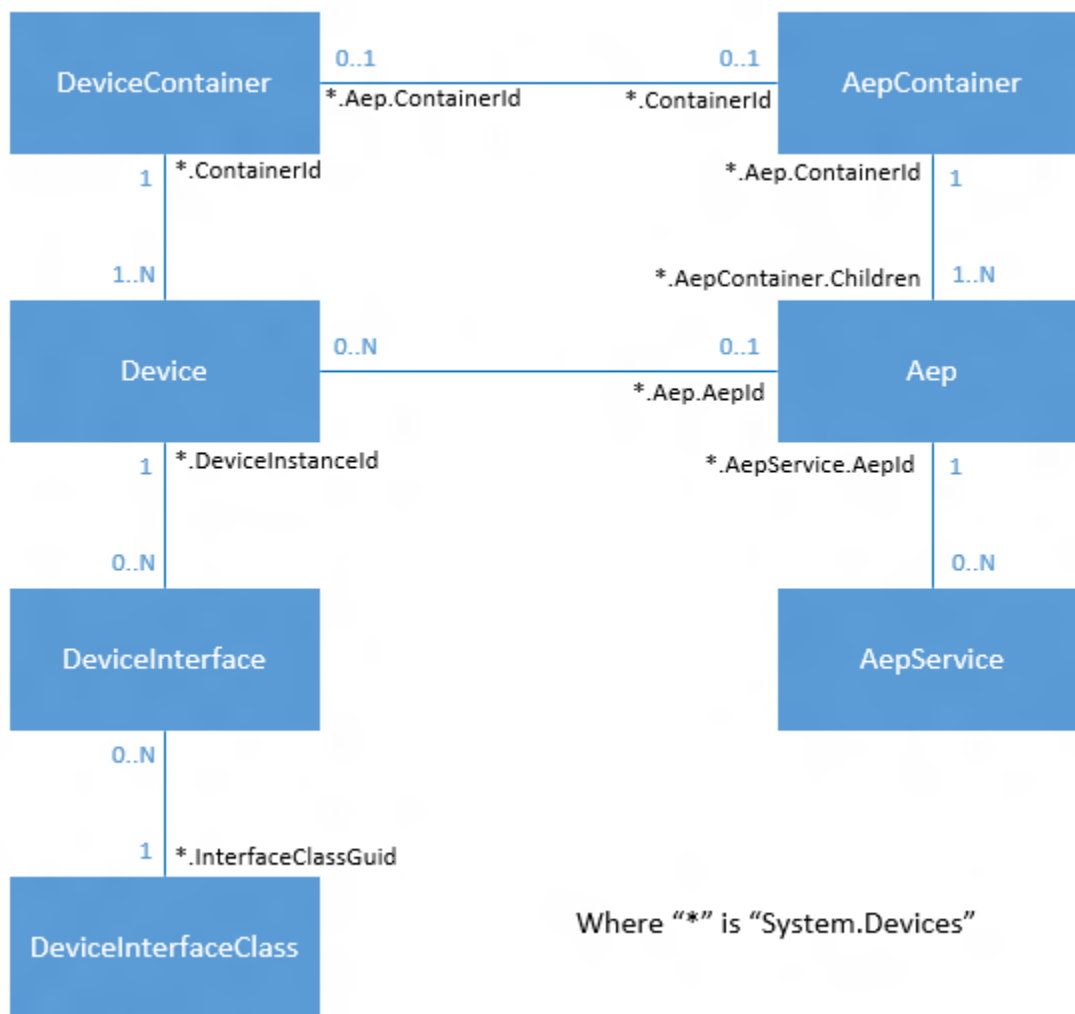 DeviceContainer
0..1
0..1
AepContainer
*.Aep.ContainerId
*.ContainerId
1
*.ContainerId
*.Aep.ContainerId
1
1..N
*.AepContainer.Children
1..N
Device
0..N
0..1
Aep
*.Aep.AepId
1
*.DeviceInstanceId
*.AepService.AepId
1
0..N
0..N
DeviceInterface
AepService
0..N
1
*.InterfaceClassGuid
DeviceInterfaceClass
Where “*” is “System.Devices”